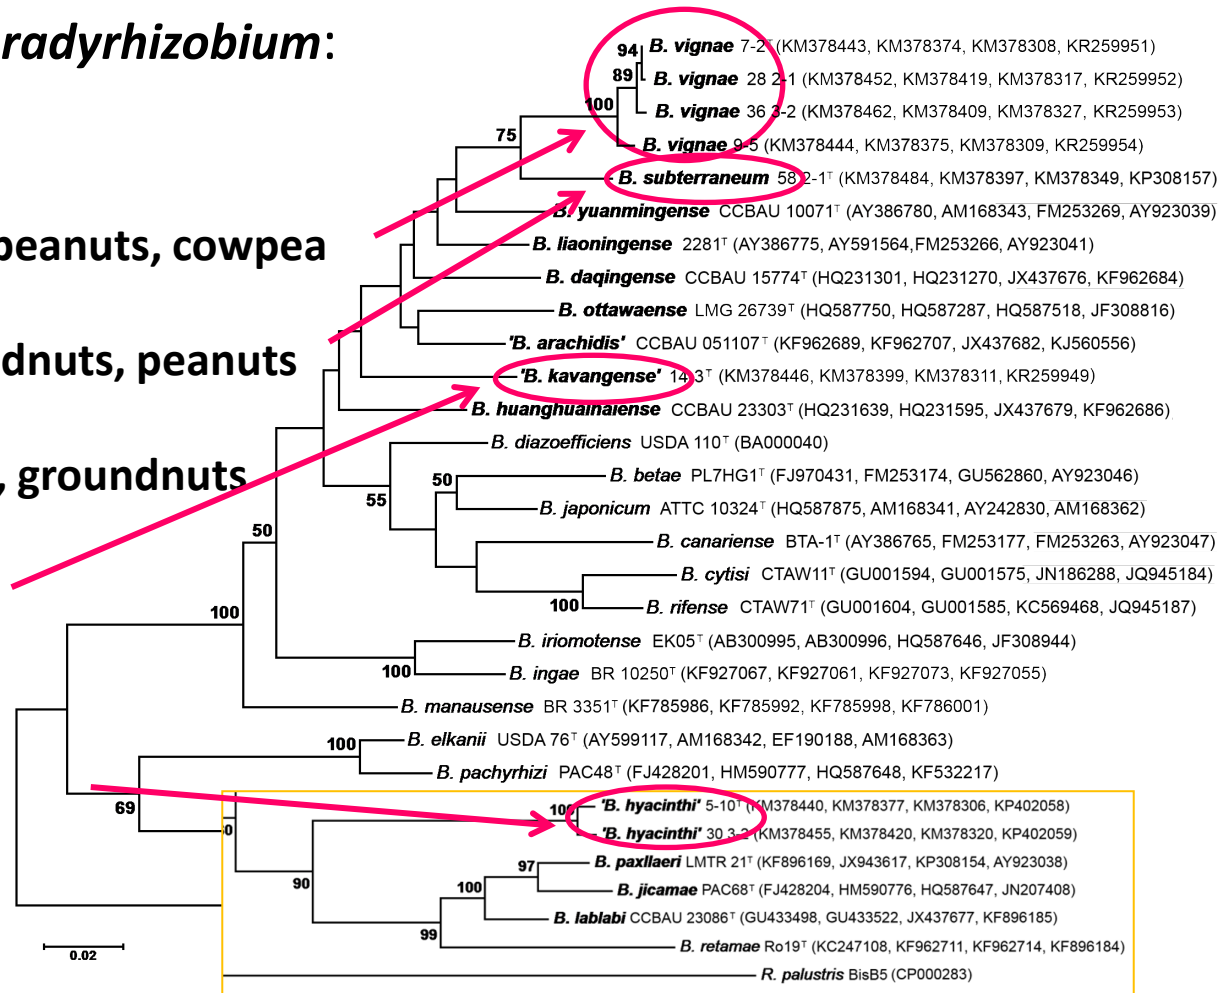 radyrhizobium:
94
B. vignae 7-2ᵀ (KM378443, KM378374, KM378308, KR259951)
89
B. vignae 28 2-1 (KM378452, KM378419, KM378317, KR259952)
100
B. vignae 36 3-2 (KM378462, KM378409, KM378327, KR259953)
75
B. vignae 9-5 (KM378444, KM378375, KM378309, KR259954)
B. subterraneum 58 2-1ᵀ (KM378484, KM378397, KM378349, KP308157)
B. yuanmingense CCBAU 10071ᵀ (AY386780, AM168343, FM253269, AY923039)
peanuts, cowpea
B. liaoningense 2281ᵀ (AY386775, AY591564,FM253266, AY923041)
B. daqingense CCBAU 15774ᵀ (HQ231301, HQ231270, JX437676, KF962684)
B. ottawaense LMG 26739ᵀ (HQ587750, HQ587287, HQ587518, JF308816)
'B. arachidis' CCBAU 051107ᵀ (KF962689, KF962707, JX437682, KJ560556)
dnuts, peanuts
'B. kavangense' 14-3ᵀ (KM378446, KM378399, KM378311, KR259949)
B. huanghuainaiense CCBAU 23303ᵀ (HQ231639, HQ231595, JX437679, KF962686)
B. diazoefficiens USDA 110ᵀ (BA000040)
, groundnuts
B. betae PL7HG1ᵀ (FJ970431, FM253174, GU562860, AY923046)
50
55
B. japonicum ATTC 10324ᵀ (HQ587875, AM168341, AY242830, AM168362)
50
B. canariense BTA-1ᵀ (AY386765, FM253177, FM253263, AY923047)
B. cytisi CTAW11ᵀ (GU001594, GU001575, JN186288, JQ945184)
100
B. rifense CTAW71ᵀ (GU001604, GU001585, KC569468, JQ945187)
100
B. iriomotense EK05ᵀ (AB300995, AB300996, HQ587646, JF308944)
100
B. ingae BR 10250ᵀ (KF927067, KF927061, KF927073, KF927055)
B. manausense BR 3351ᵀ (KF785986, KF785992, KF785998, KF786001)
100
B. elkanii USDA 76ᵀ (AY599117, AM168342, EF190188, AM168363)
B. pachyrhizi PAC48ᵀ (FJ428201, HM590777, HQ587648, KF532217)
69
100
'B. hyacinthi' 5-10ᵀ (KM378440, KM378377, KM378306, KP402058)
'B. hyacinthi' 30 3-2 (KM378455, KM378420, KM378320, KP402059)
97
B. paxllaeri LMTR 21ᵀ (KF896169, JX943617, KP308154, AY923038)
90
100
B. jicamae PAC68ᵀ (FJ428204, HM590776, HQ587647, JN207408)
B. lablabi CCBAU 23086ᵀ (GU433498, GU433522, JX437677, KF896185)
99
B. retamae Ro19ᵀ (KC247108, KF962711, KF962714, KF896184)
0.02
R. palustris BisB5 (CP000283)